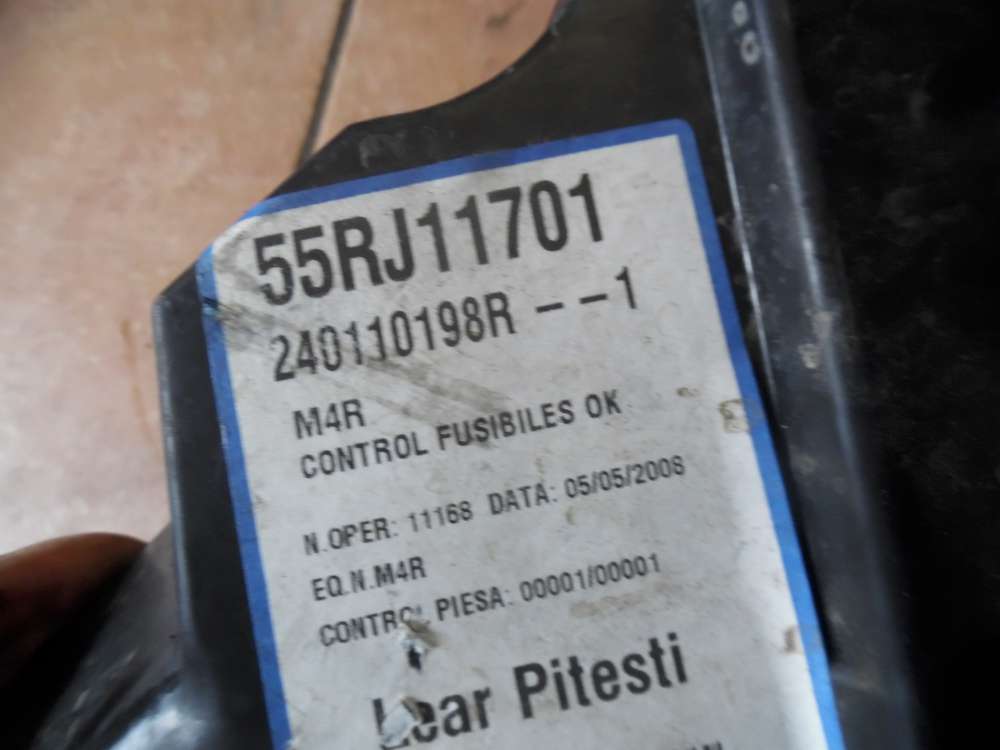 55RJ11701
240110198R --1
M4R
CONTROL FUSIBILES OK
N.OPER: 11168 DATA: 05/05/2008
EQ.N.M4R
CONTROL PIESA: 00001/00001
Lear Pitesti